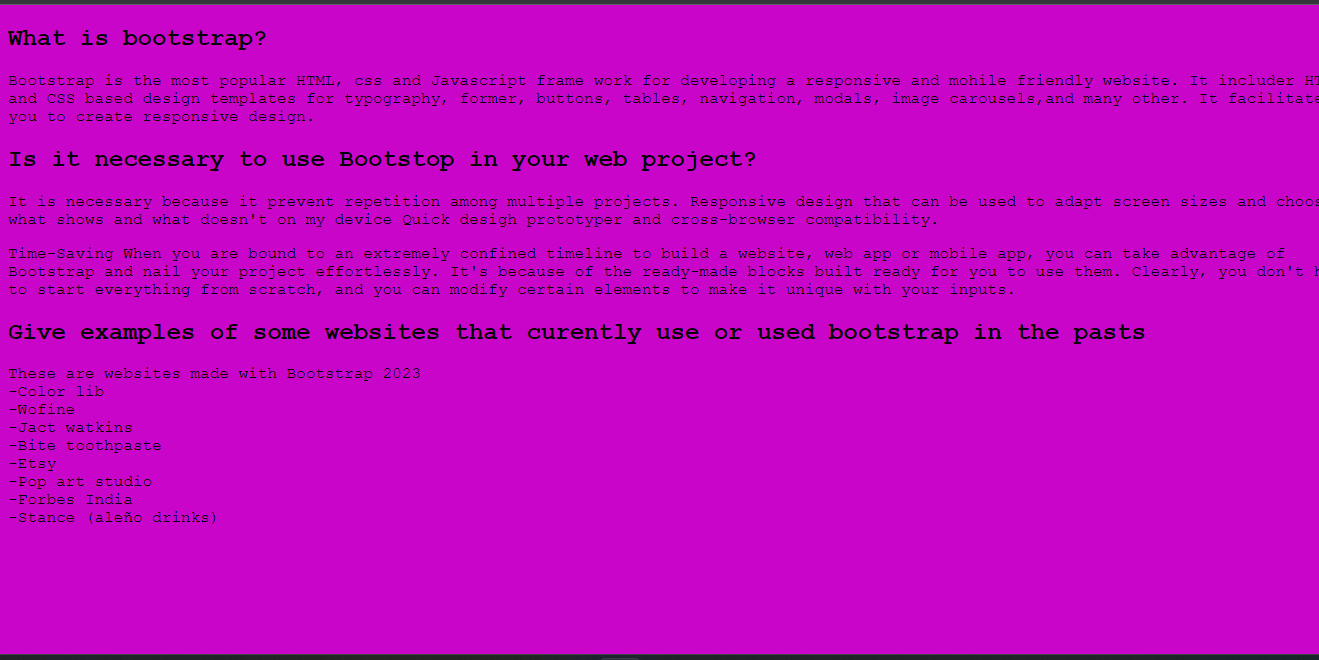 What is bootstrap?
Bootstrap is the most popular HTML, css and Javascript frame work for developing a responsive and mohile friendly website. It includer
and CSS based design templates for typography, former, buttons, tables, navigation, modals, image carousels,and many other. It facilitate
you to create responsive design.
Is it necessary to use Bootstop in your web project?
It is necessary because it prevent repetition among multiple projects. Responsive design that can be used to adapt screen sizes and
what shows and what doesn't on my device Quick desigh prototyper and cross-browser compatibility.
Time-Saving When you are bound to an extremely confined timeline to build a website, web app or mobile app, you can take advantage of
Bootstrap and nail your project effortlessly. It's because of the ready-made blocks built ready for you to use them. Clearly, you don't
to start everything from scratch, and you can modify certain elements to make it unique with your inputs.
Give examples of some websites that curently use or used bootstrap in the pasts
These are websites made with Bootstrap 2023
-Color lib
-Wofine
-Jact watkins
-Bite toothpaste
-Etsy
-Pop art studio
-Forbes India
-Stance (aleño drinks)